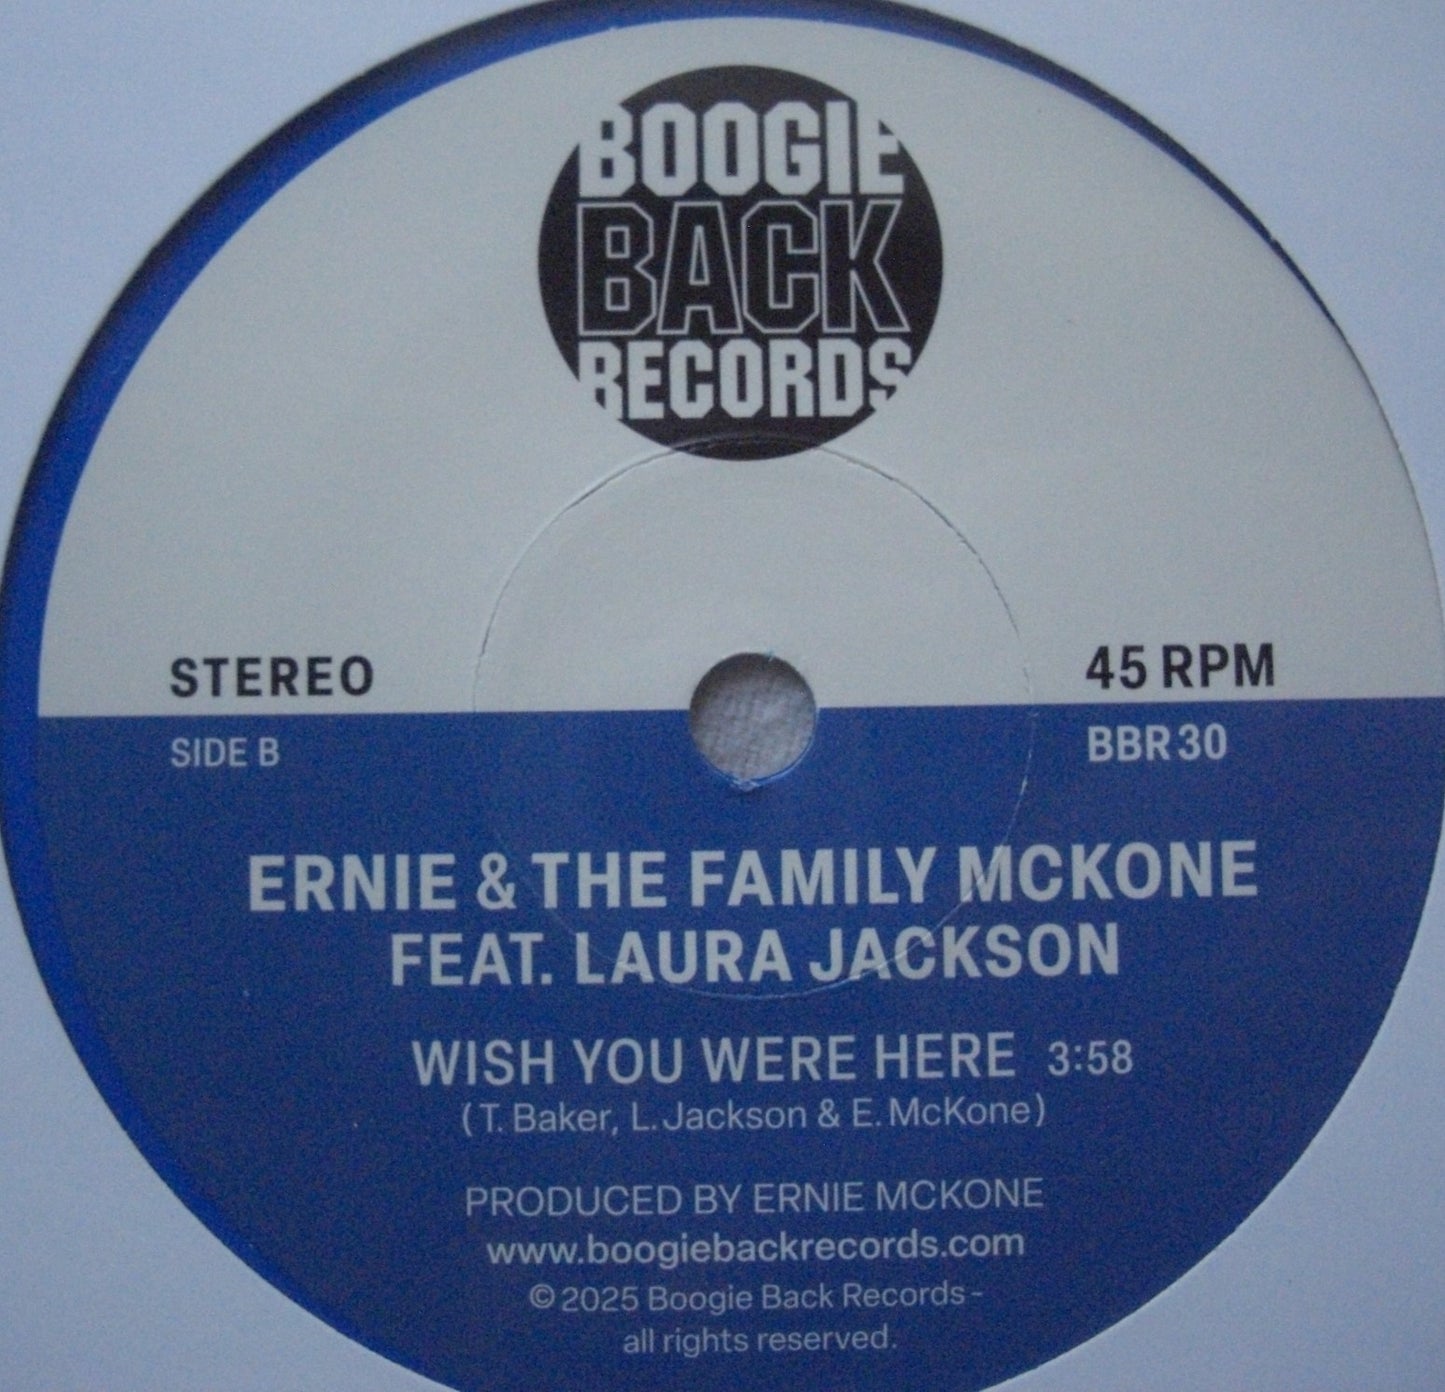 BOOGIE
BACK
RECORDS
STEREO
45 RPM
SIDE B
BBR 30
ERNIE & THE FAMILY MCKONE
FEAT. LAURA JACKSON
WISH YOU WERE HERE 3:58
(T. Baker, L. Jackson & E. McKone)
PRODUCED BY ERNIE MCKONE
www.boogiebackrecords.com
© 2025 Boogie Back Records -
all rights reserved.